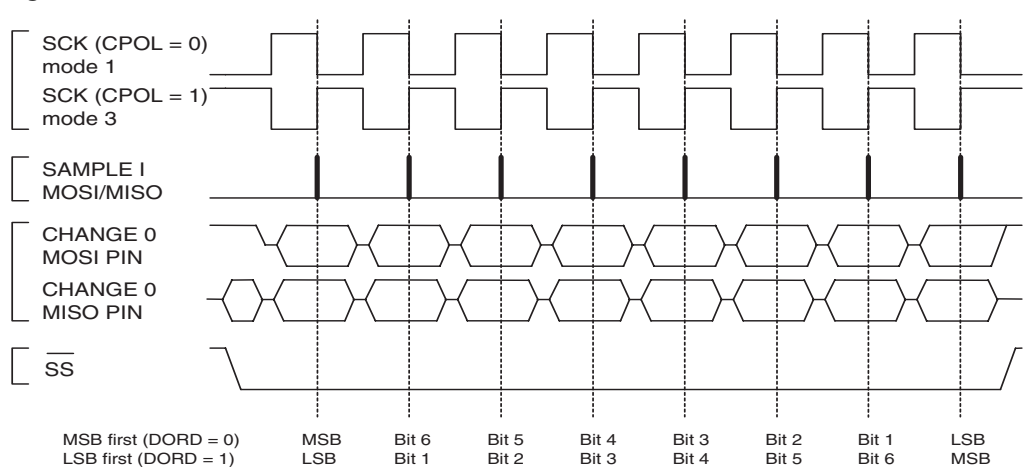 SCK (CPOL = 0)
mode 1
SCK (CPOL = 1)
mode 3
SAMPLE I
MOSI/MISO
CHANGE 0
MOSI PIN
CHANGE 0
MISO PIN
SS
MSB first (DORD = 0) MSB Bit 6 Bit 5 Bit 4 Bit 3 Bit 2 Bit 1 LSB
LSB first (DORD = 1) LSB Bit 1 Bit 2 Bit 3 Bit 4 Bit 5 Bit 6 MSB